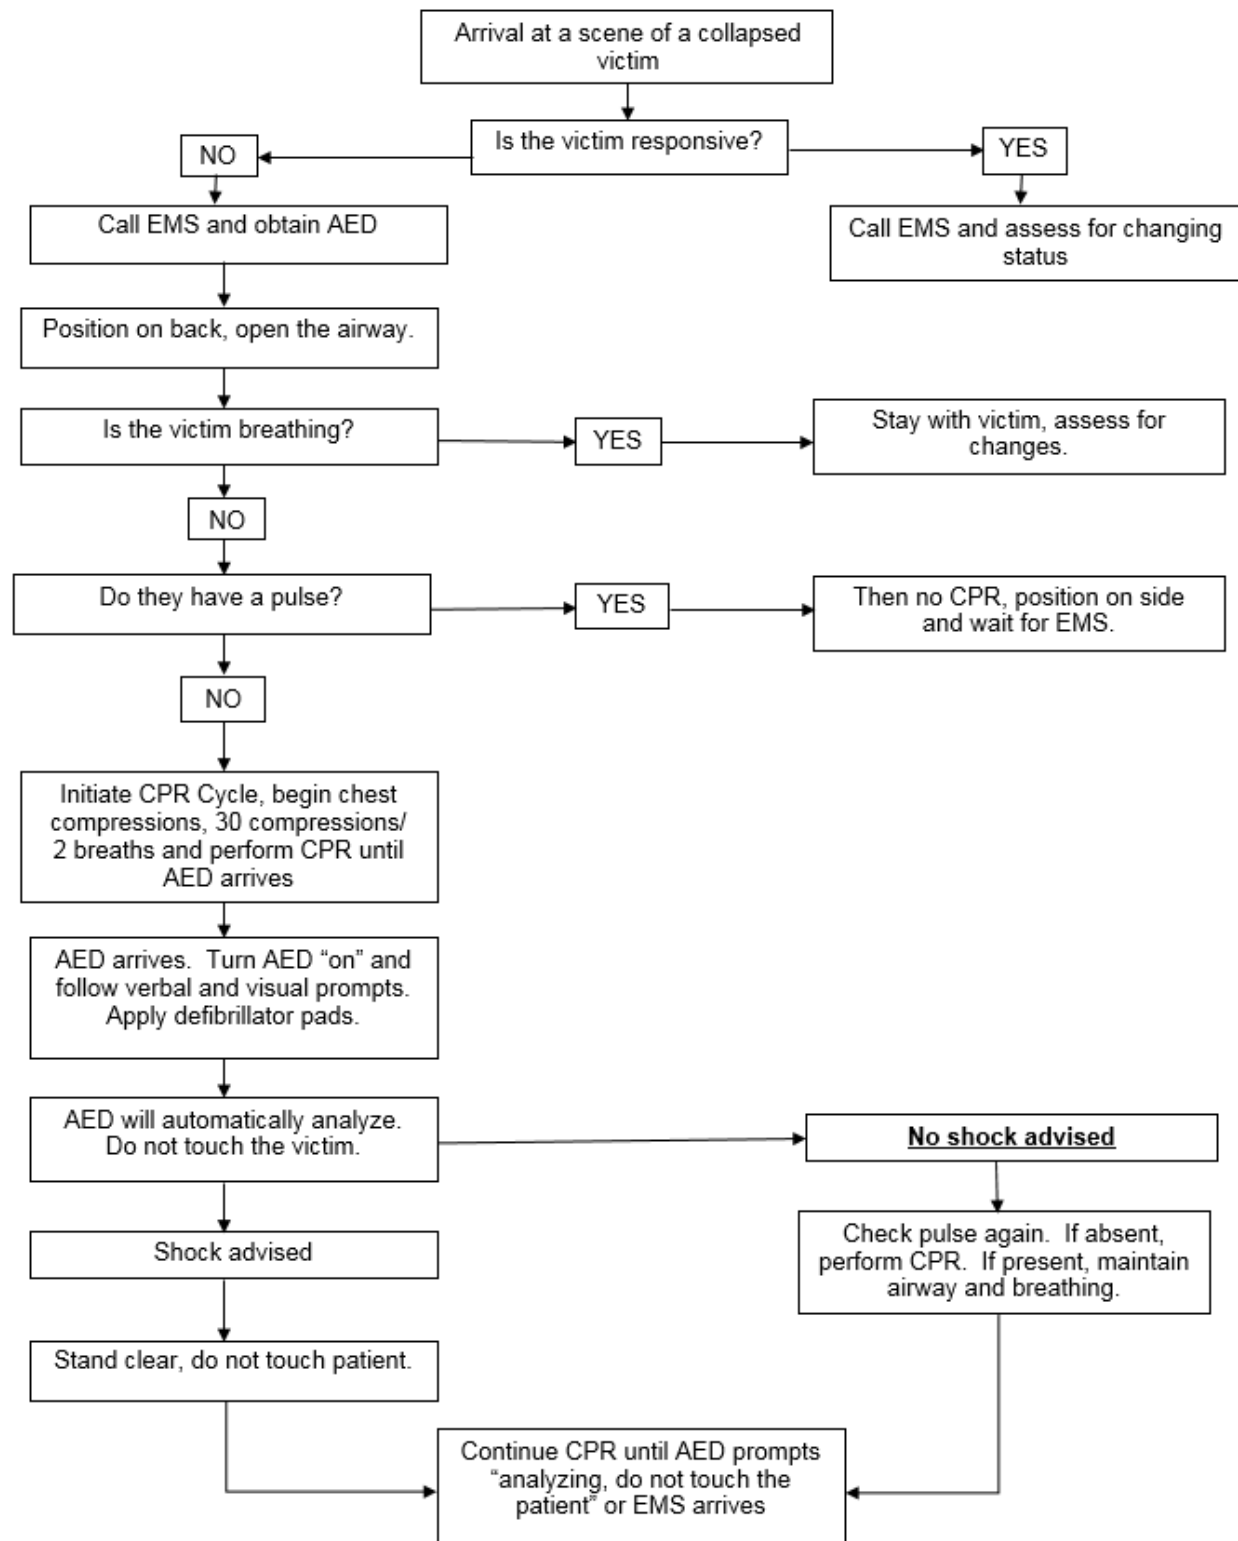 Arrival at a scene of a collapsed
victim
Is the victim responsive?
NO
YES
Call EMS and obtain AED
Call EMS and assess for changing
status
Position on back, open the airway.
Is the victim breathing?
YES
Stay with victim, assess for
changes.
NO
Do they have a pulse?
YES
Then no CPR, position on side
and wait for EMS.
NO
Initiate CPR Cycle, begin chest
compressions, 30 compressions/
2 breaths and perform CPR until
AED arrives
AED arrives.  Turn AED “on” and
follow verbal and visual prompts.
Apply defibrillator pads.
AED will automatically analyze.
Do not touch the victim.
No shock advised
Shock advised
Check pulse again.  If absent,
perform CPR.  If present, maintain
airway and breathing.
Stand clear, do not touch patient.
Continue CPR until AED prompts
“analyzing, do not touch the
patient” or EMS arrives